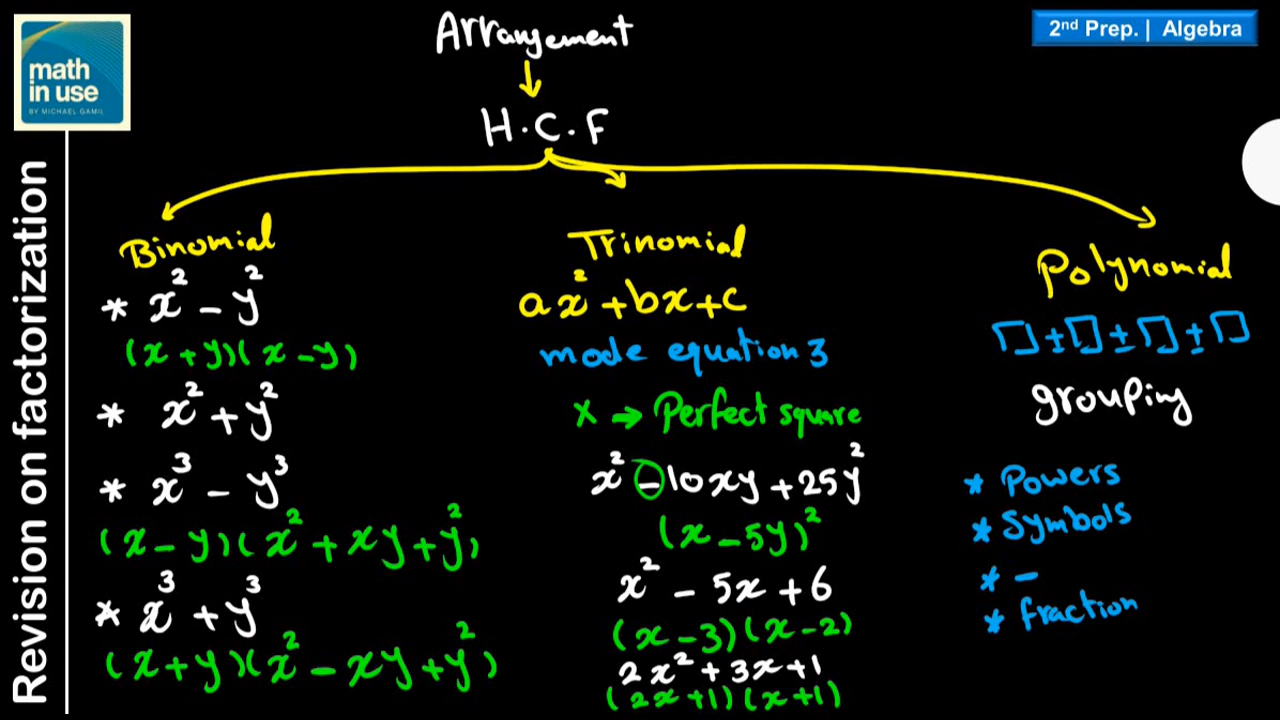 math
in use
BY MICHAEL GAMIL
Revision on factorization
2nd Prep. | Algebra
Arrangement
H.C.F
Binomial
* x² - y²
(x + y)(x - y)
* x² + y²
* x³ - y³
(x - y)(x² + xy + y²)
* x³ + y³
(x + y)(x² - xy + y²)
Trinomial
ax² + bx + c
mode equation 3
x → Perfect square
x² - 10xy + 25y²
(x - 5y)²
x² - 5x + 6
(x - 3)(x - 2)
2x² + 3x + 1
(2x + 1)(x + 1)
Polynomial
□ ± □ ± □ ± □
grouping
* Powers
* Symbols
* -
* fraction